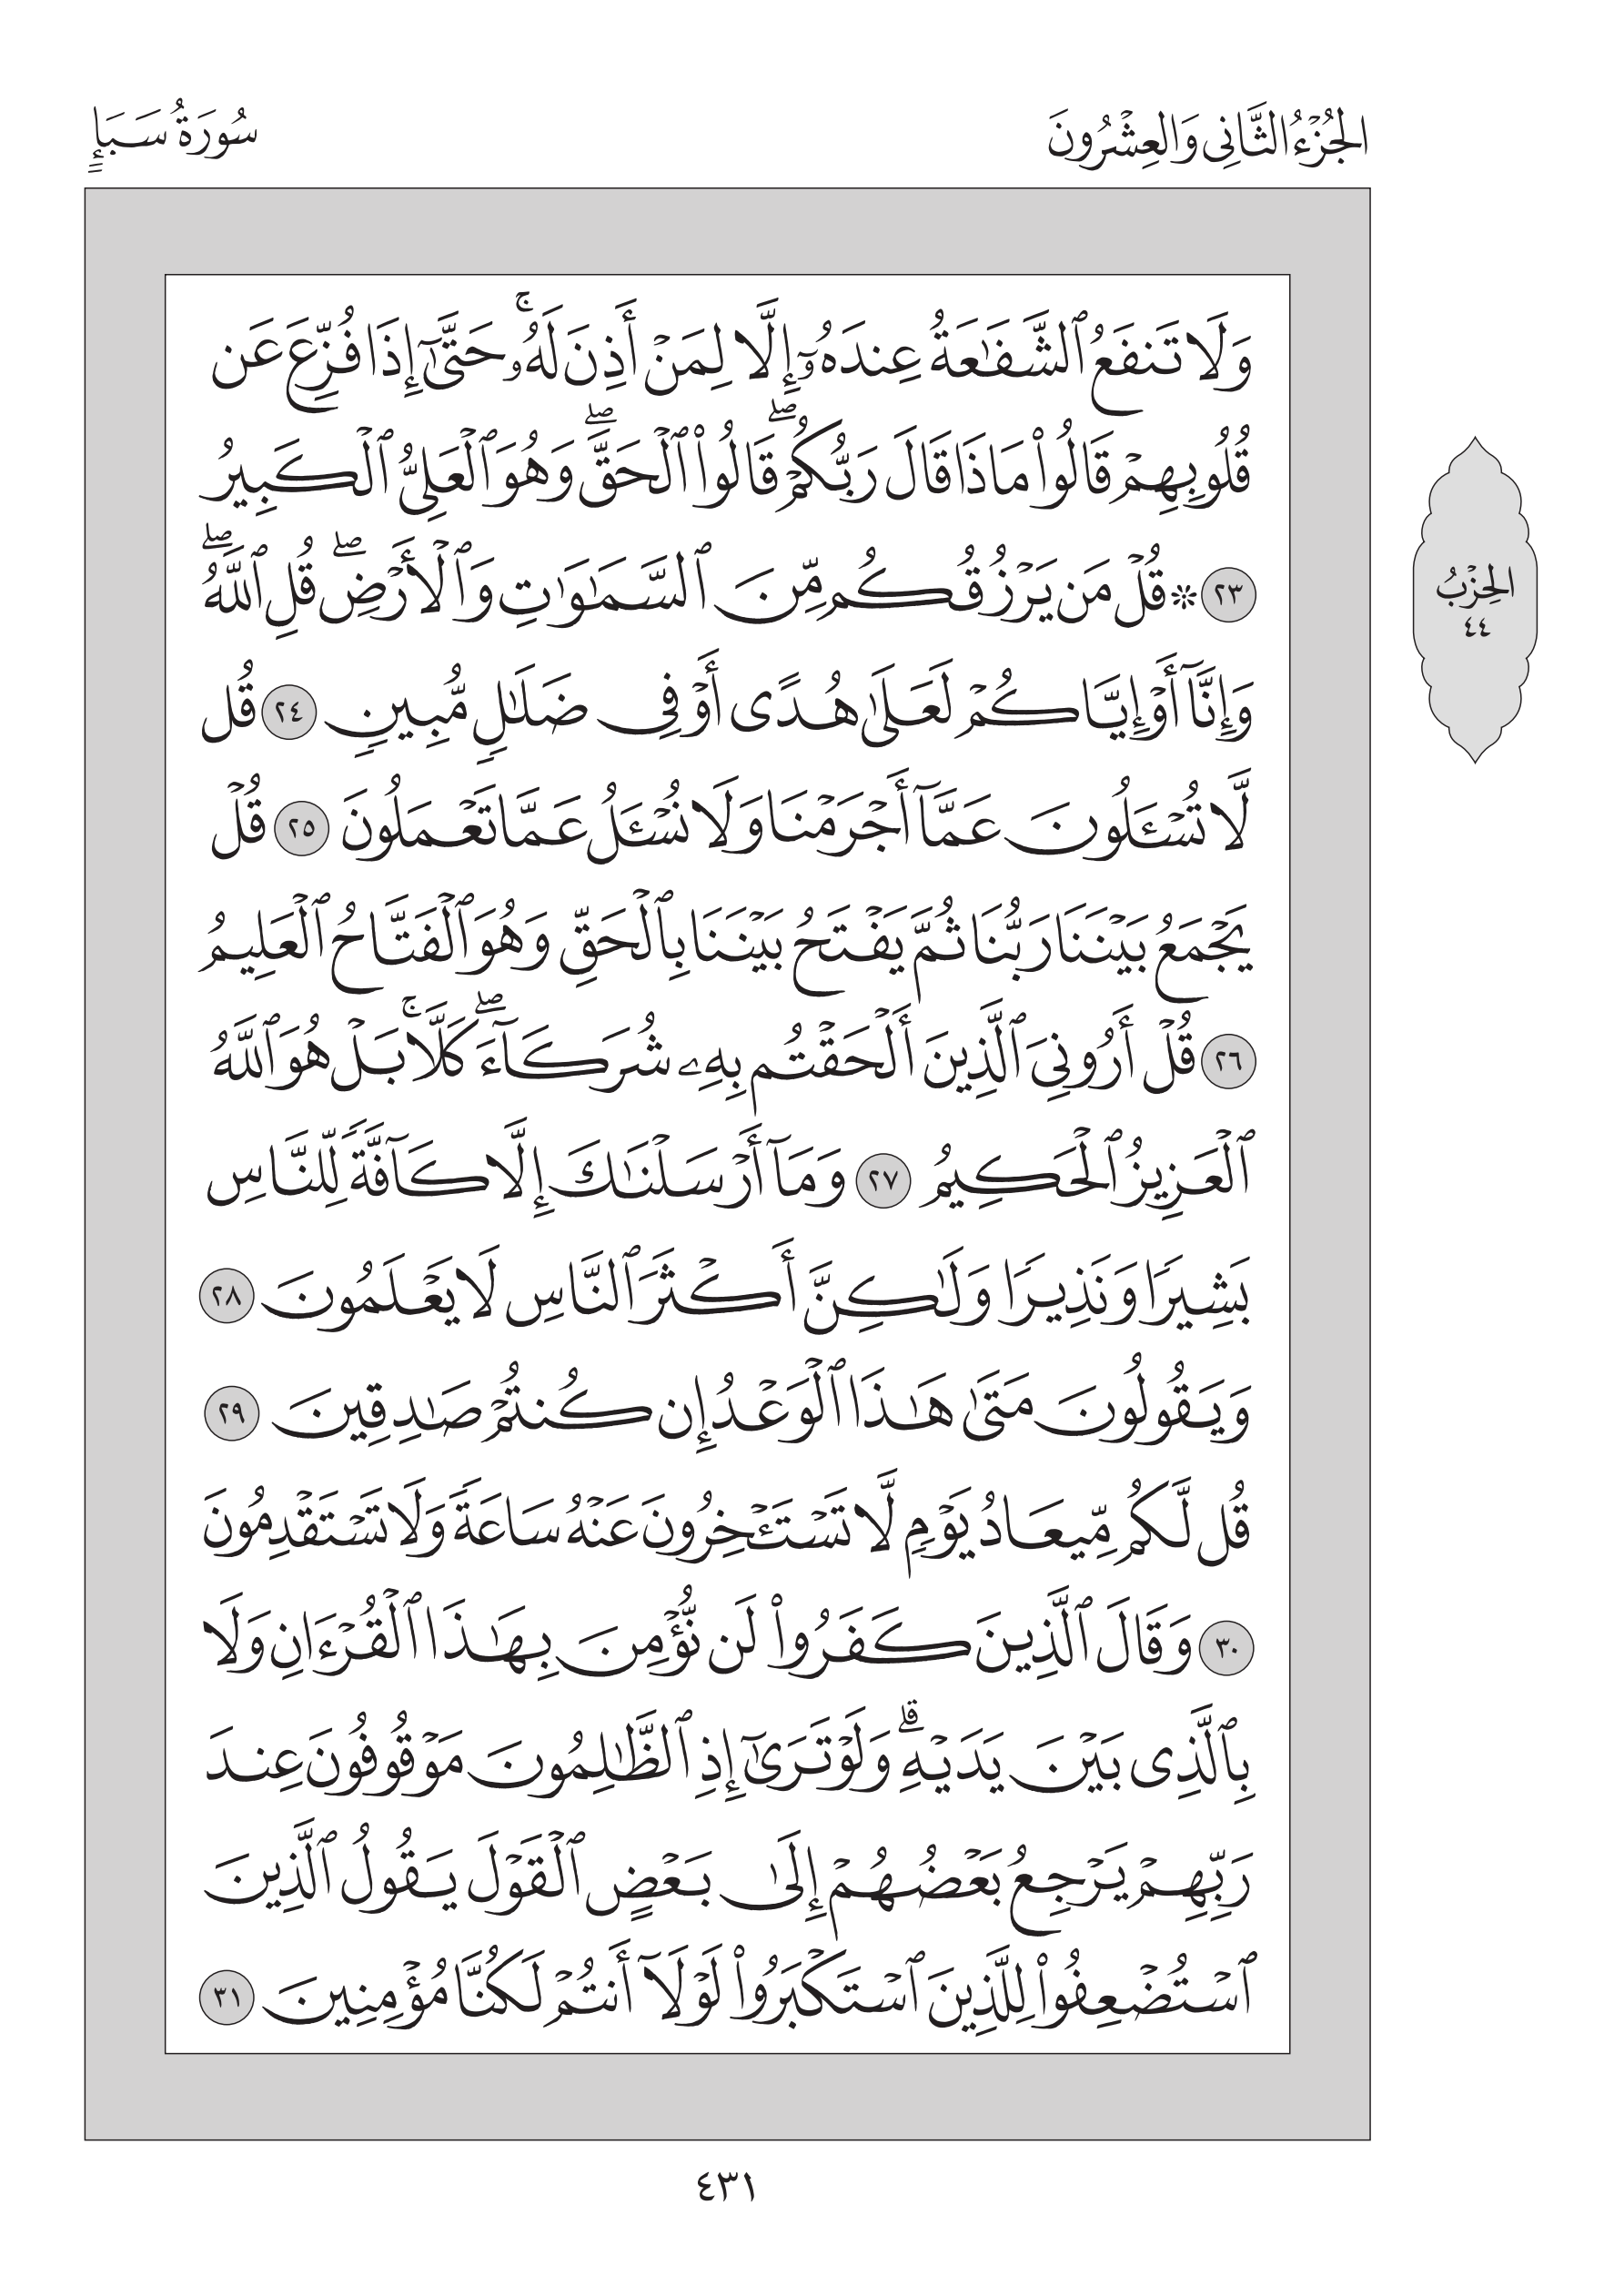 الجُزْءُ الثَّانِي وَالعِشْرُونَ
سُورَةُ سَبَإٍ
وَلَا تَنفَعُ ٱلشَّفَٰعَةُ عِندَهُۥٓ إِلَّا لِمَنْ أَذِنَ لَهُۥۚ حَتَّىٰٓ إِذَا فُزِّعَ عَن
قُلُوبِهِمْ قَالُوا۟ مَاذَا قَالَ رَبُّكُمْۖ قَالُوا۟ ٱلْحَقَّۖ وَهُوَ ٱلْعَلِىُّ ٱلْكَبِيرُ
٢٣ ۞ قُلْ مَن يَرْزُقُكُم مِّنَ ٱلسَّمَٰوَٰتِ وَٱلْأَرْضِۖ قُلِ ٱللَّهُۖ
وَإِنَّآ أَوْ إِيَّاكُمْ لَعَلَىٰ هُدًى أَوْ فِى ضَلَٰلٍ مُّبِينٍ ٢٤ قُل
لَّا تُسْـَٔلُونَ عَمَّآ أَجْرَمْنَا وَلَا نُسْـَٔلُ عَمَّا تَعْمَلُونَ ٢٥ قُلْ
يَجْمَعُ بَيْنَنَا رَبُّنَا ثُمَّ يَفْتَحُ بَيْنَنَا بِٱلْحَقِّ وَهُوَ ٱلْفَتَّاحُ ٱلْعَلِيمُ
٢٦ قُلْ أَرُونِىَ ٱلَّذِينَ أَلْحَقْتُم بِهِۦ شُرَكَآءَۖ كَلَّاۚ بَلْ هُوَ ٱللَّهُ
ٱلْعَزِيزُ ٱلْحَكِيمُ ٢٧ وَمَآ أَرْسَلْنَٰكَ إِلَّا كَآفَّةً لِّلنَّاسِ
بَشِيرًا وَنَذِيرًا وَلَٰكِنَّ أَكْثَرَ ٱلنَّاسِ لَا يَعْلَمُونَ ٢٨
وَيَقُولُونَ مَتَىٰ هَٰذَا ٱلْوَعْدُ إِن كُنتُمْ صَٰدِقِينَ ٢٩
قُل لَّكُم مِّيعَادُ يَوْمٍ لَّا تَسْتَـْٔخِرُونَ عَنْهُ سَاعَةً وَلَا تَسْتَقْدِمُونَ
٣٠ وَقَالَ ٱلَّذِينَ كَفَرُوا۟ لَن نُّؤْمِنَ بِهَٰذَا ٱلْقُرْءَانِ وَلَا
بِٱلَّذِى بَيْنَ يَدَيْهِۗ وَلَوْ تَرَىٰٓ إِذِ ٱلظَّٰلِمُونَ مَوْقُوفُونَ عِندَ
رَبِّهِمْ يَرْجِعُ بَعْضُهُمْ إِلَىٰ بَعْضٍ ٱلْقَوْلَ يَقُولُ ٱلَّذِينَ
ٱسْتُضْعِفُوا۟ لِلَّذِينَ ٱسْتَكْبَرُوا۟ لَوْلَآ أَنتُمْ لَكُنَّا مُؤْمِنِينَ ٣١
الحِزْبُ
٤٤
٤٣١